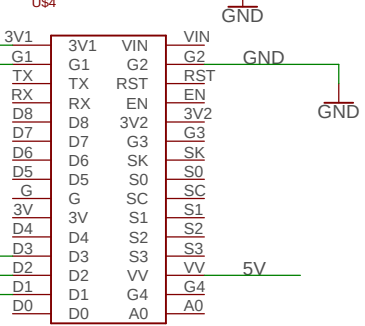 U$4
GND
3V1 3V1 VIN VIN
G1 G1 G2 G2 GND
TX TX RST RST
RX RX EN EN
D8 D8 3V2 3V2 GND
D7 D7 G3 G3
D6 D6 SK SK
D5 D5 S0 S0
G G SC SC
3V 3V S1 S1
D4 D4 S2 S2
D3 D3 S3 S3
D2 D2 VV VV 5V
D1 D1 G4 G4
D0 D0 A0 A0